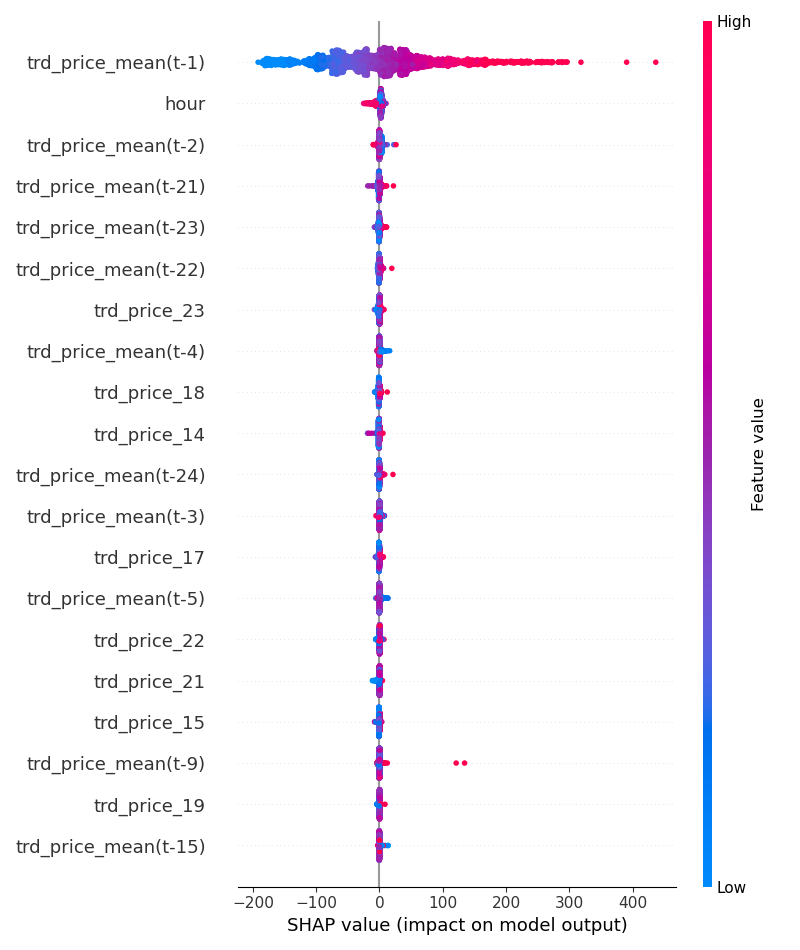 High
trd_price_mean(t-1)
hour
trd_price_mean(t-2)
trd_price_mean(t-21)
trd_price_mean(t-23)
trd_price_mean(t-22)
trd_price_23
trd_price_mean(t-4)
trd_price_18
trd_price_14
trd_price_mean(t-24)
trd_price_mean(t-3)
trd_price_17
trd_price_mean(t-5)
trd_price_22
trd_price_21
trd_price_15
trd_price_mean(t-9)
trd_price_19
trd_price_mean(t-15)
Feature value
Low
−200 −100 0 100 200 300 400
SHAP value (impact on model output)